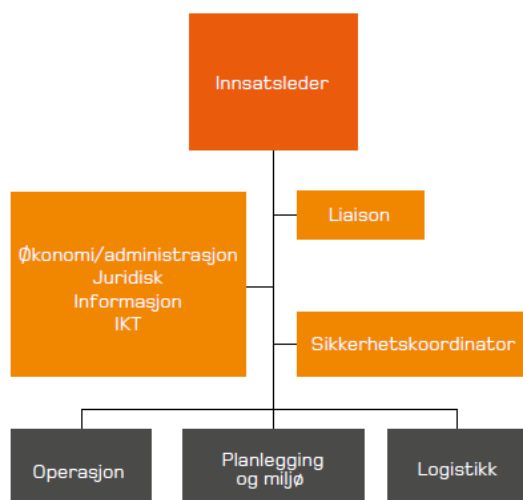 Innsatsleder
Liaison
Økonomi/administrasjon
Juridisk
Informasjon
IKT
Sikkerhetskoordinator
Operasjon
Planlegging
og miljø
Logistikk